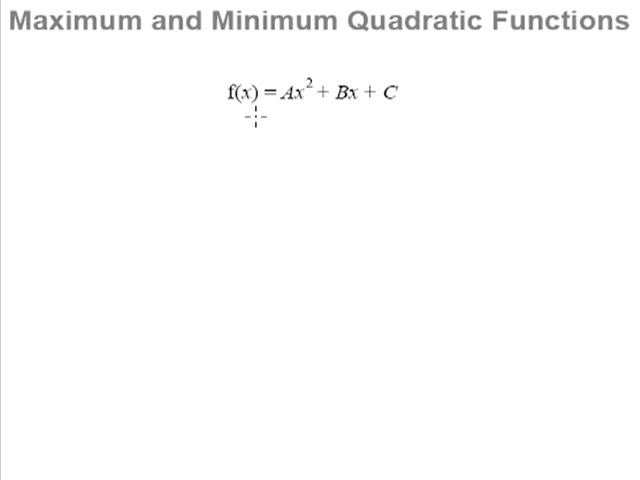 Maximum and Minimum Quadratic Functions
f(x) = Ax² + Bx + C